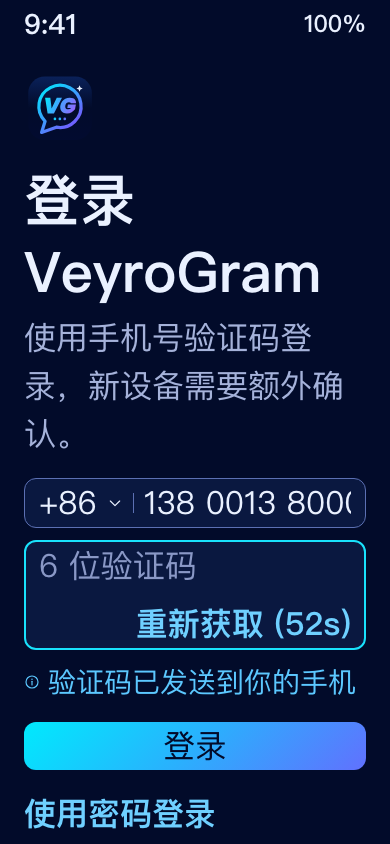 9:41 100%
VG
登录
VeyroGram
使用手机号验证码登
录，新设备需要额外确
认。
+86 138 0013 800
6 位验证码
重新获取 (52s)
验证码已发送到你的手机
登录
使用密码登录